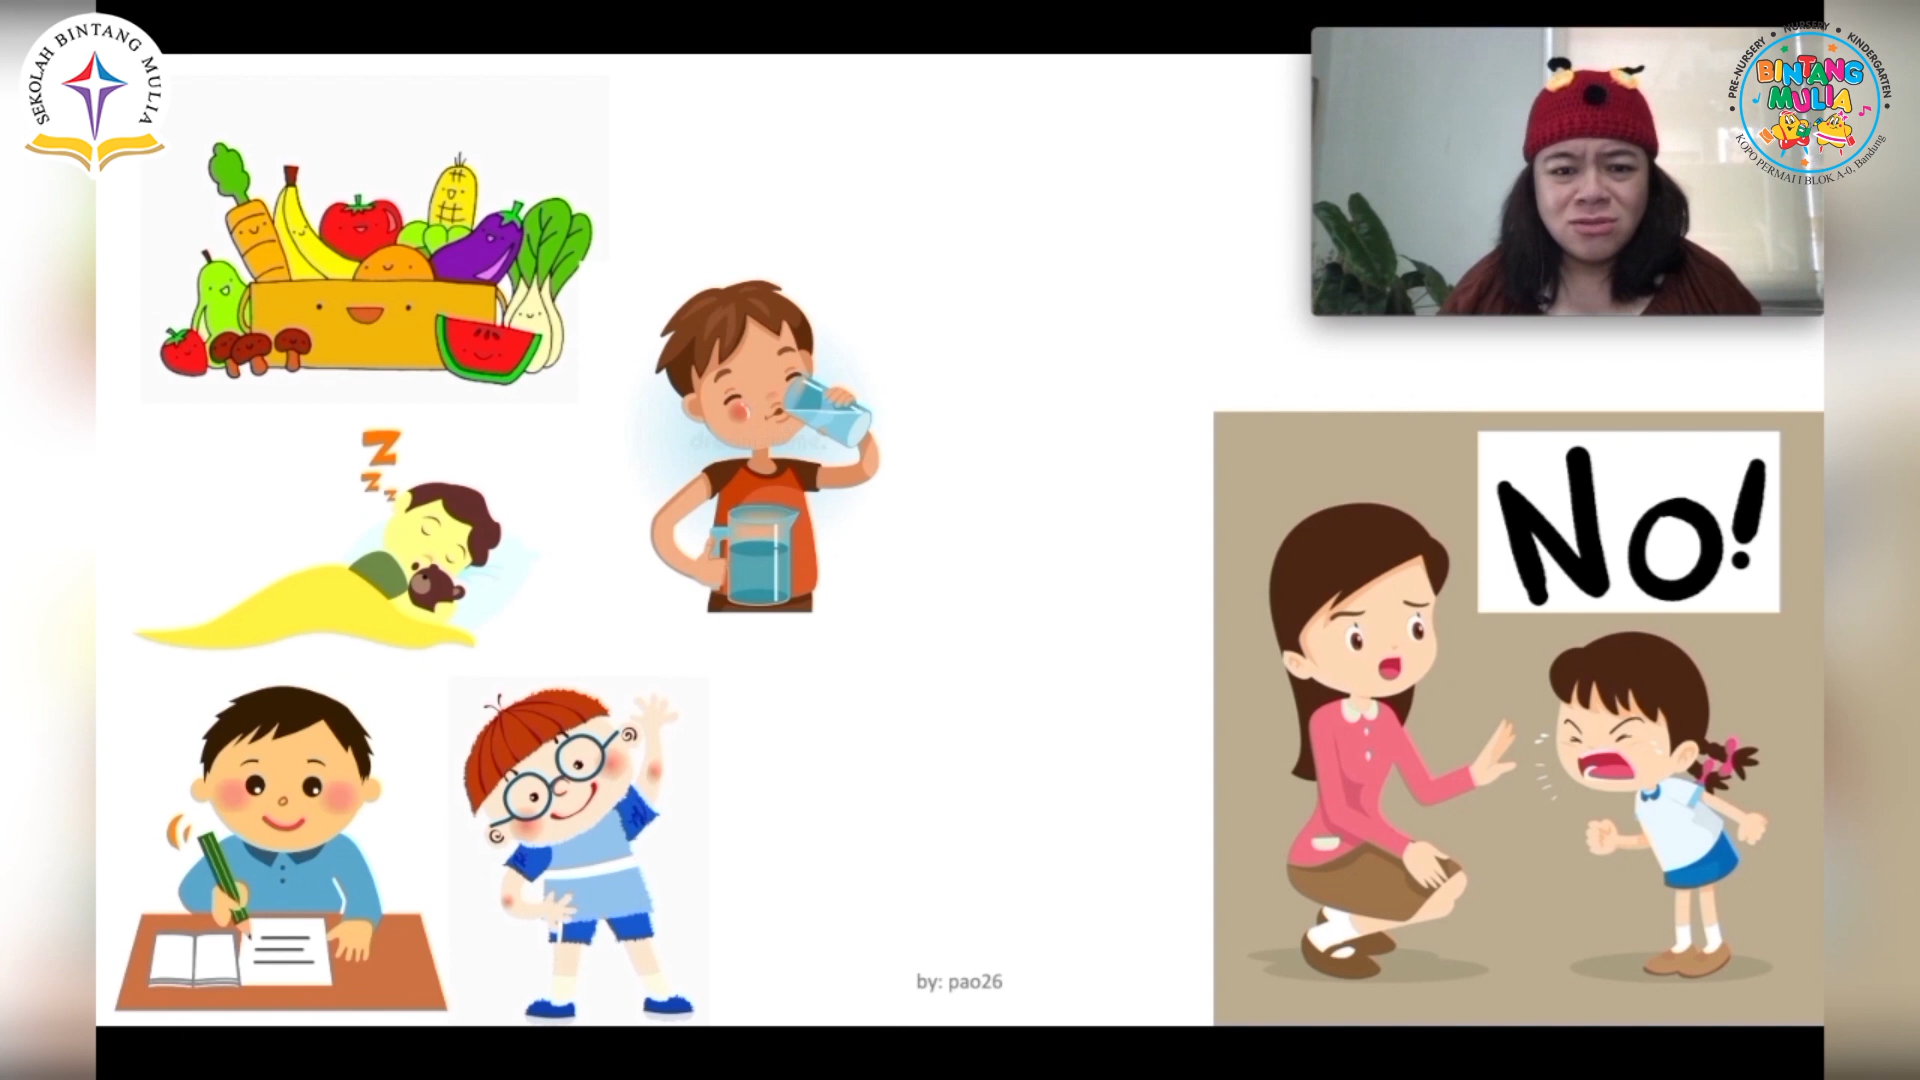 SEKOLAH BINTANG MULIA
PRE-NURSERY • NURSERY • KINDERGARTEN
BINTANG
MULIA
KOPO PERMAI I BLOK A-0, Bandung
Z
Z
Z
No!
by: pao26